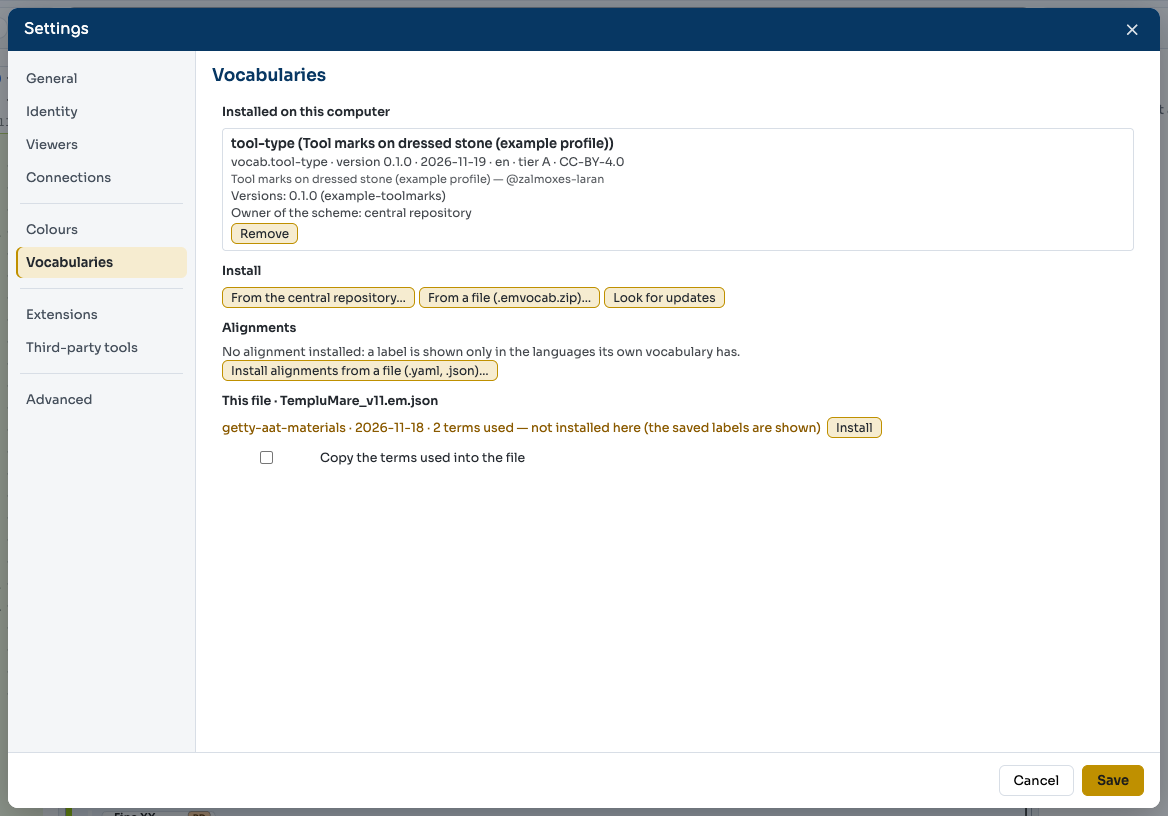 Settings
General
Identity
Viewers
Connections
Colours
Vocabularies
Extensions
Third-party tools
Advanced
Vocabularies
Installed on this computer
tool-type (Tool marks on dressed stone (example profile))
vocab.tool-type · version 0.1.0 · 2026-11-19 · en · tier A · CC-BY-4.0
Tool marks on dressed stone (example profile) — @zalmoxes-laran
Versions: 0.1.0 (example-toolmarks)
Owner of the scheme: central repository
Remove
Install
From the central repository... From a file (.emvocab.zip)... Look for updates
Alignments
No alignment installed: a label is shown only in the languages its own vocabulary has.
Install alignments from a file (.yaml, .json)...
This file · TempluMare_v11.em.json
getty-aat-materials · 2026-11-18 · 2 terms used — not installed here (the saved labels are shown) Install
Copy the terms used into the file
Cancel Save